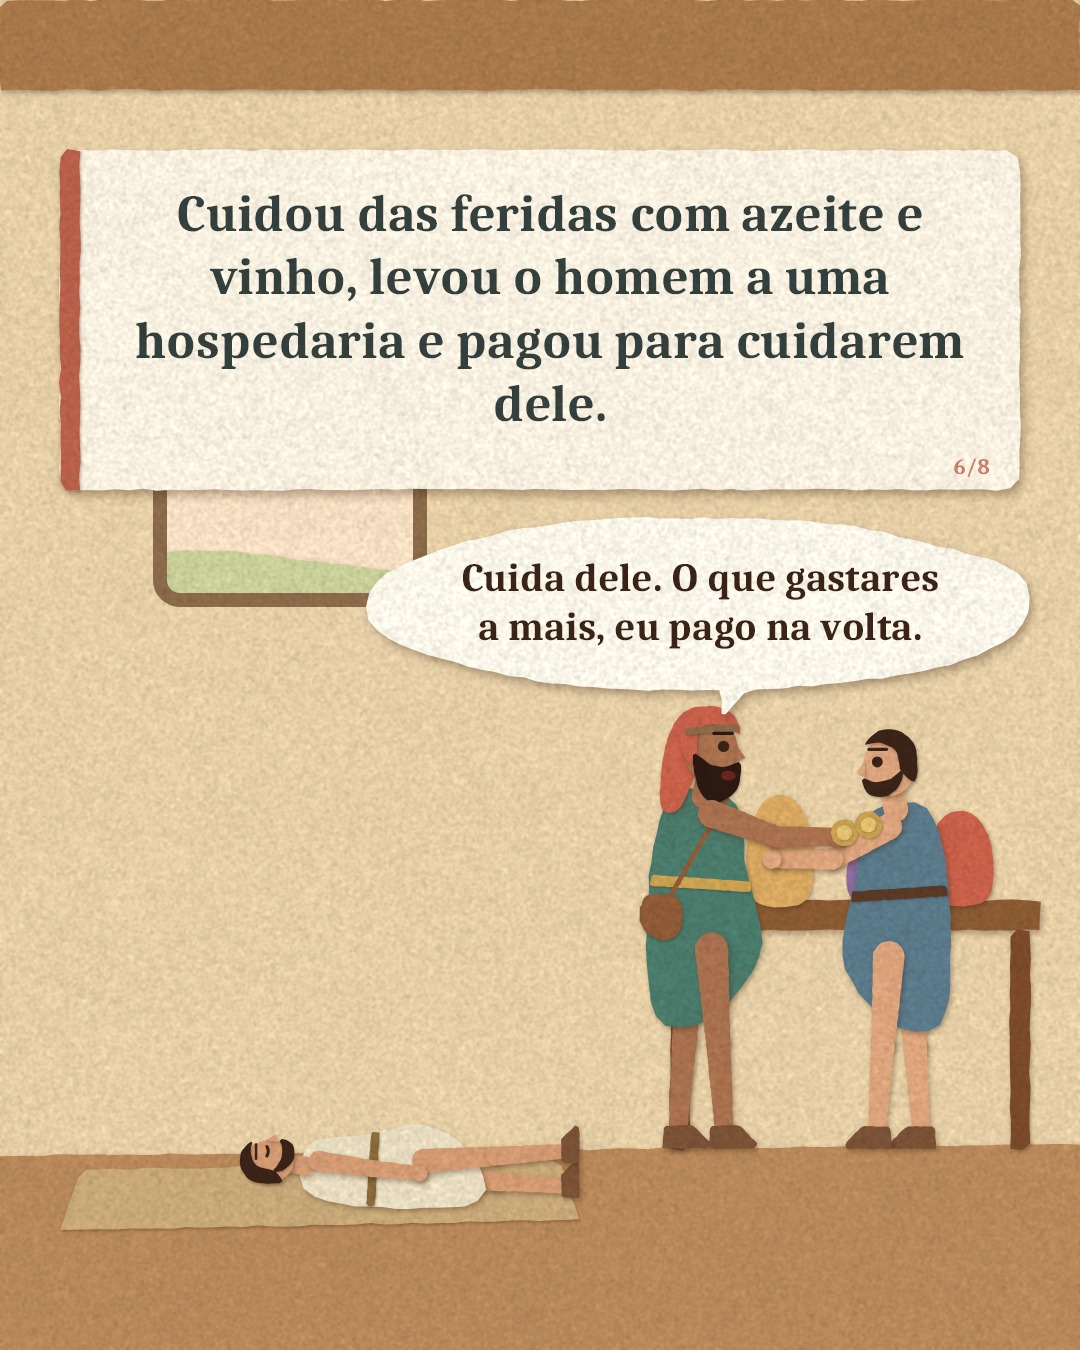 Cuidou das feridas com azeite e
vinho, levou o homem a uma
hospedaria e pagou para cuidarem
dele.
6/8
Cuida dele. O que gastares
a mais, eu pago na volta.